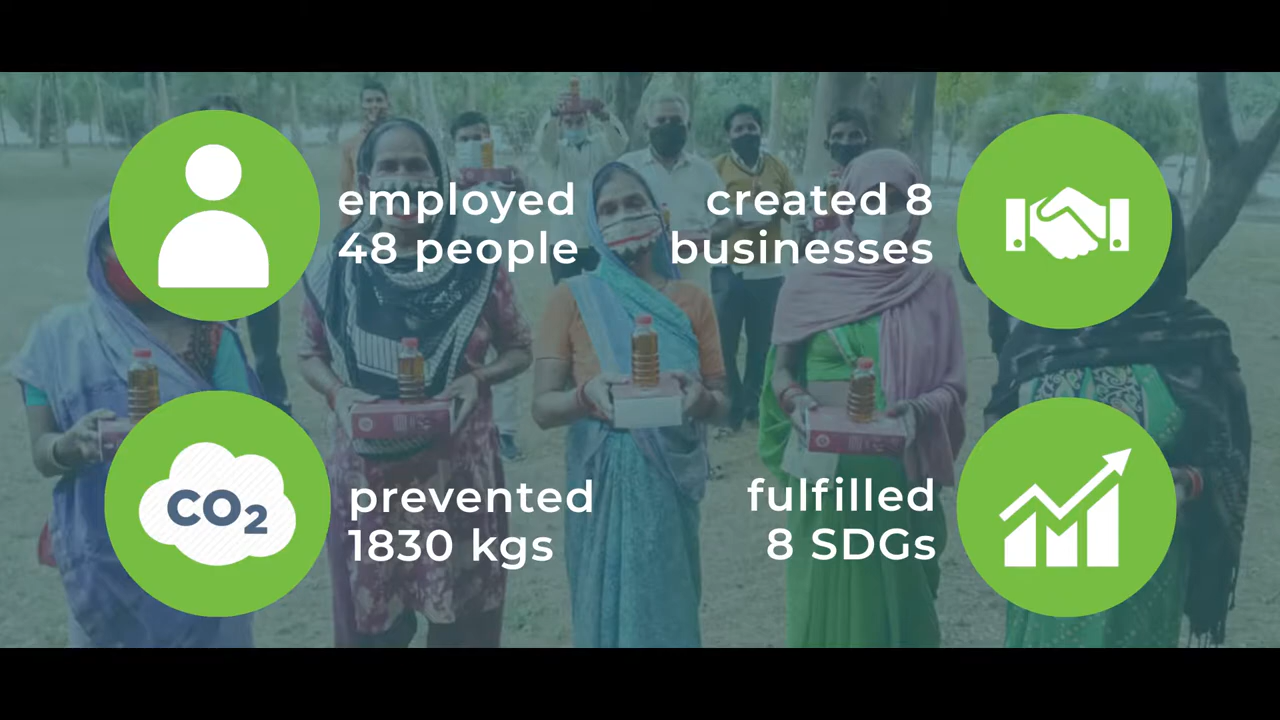 employed
48 people
created 8
businesses
CO2
prevented
1830 kgs
fulfilled
8 SDGs